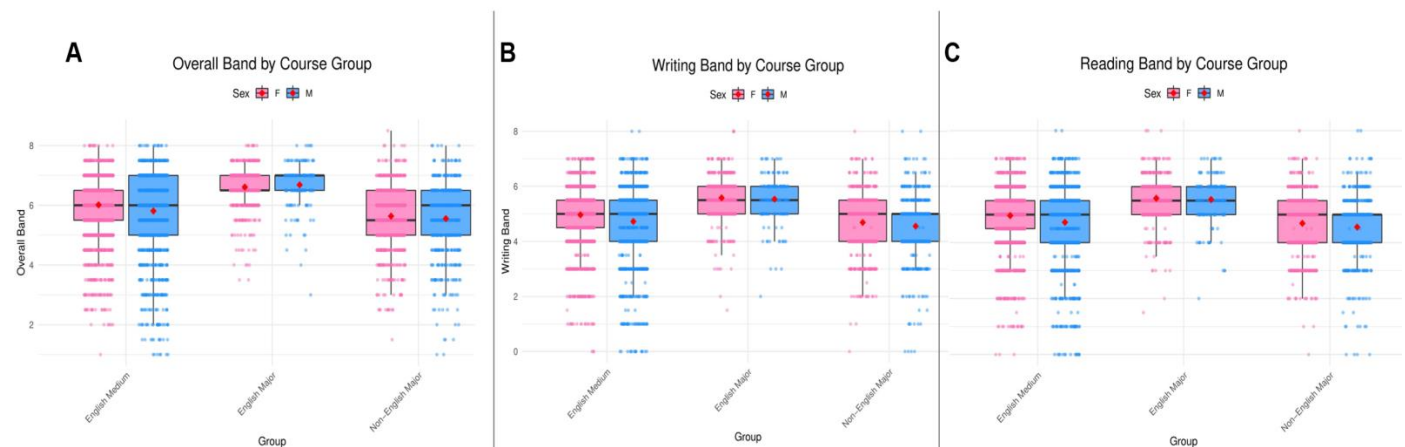 A
Overall Band by Course Group
Sex F M
Overall Band
8
6
4
2
English Medium
English Major
Non-English Major
Group
B
Writing Band by Course Group
Sex F M
Writing Band
8
6
4
2
0
English Medium
English Major
Non-English Major
Group
C
Reading Band by Course Group
Sex F M
English Medium
English Major
Non-English Major
Group